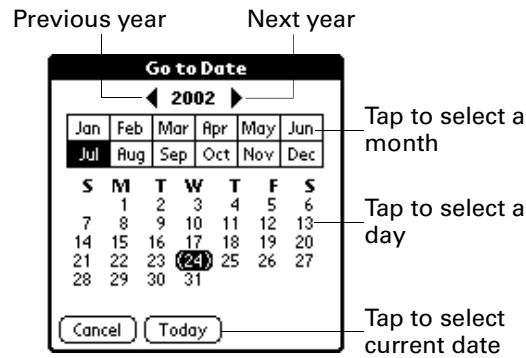 Previous year
Next year
Go to Date
2002
Jan Feb Mar Apr May Jun
Jul Aug Sep Oct Nov Dec
Tap to select a
month
S M T W T F S
1 2 3 4 5 6
7 8 9 10 11 12 13
14 15 16 17 18 19 20
21 22 23 24 25 26 27
28 29 30 31
Tap to select a
day
Cancel Today
Tap to select
current date